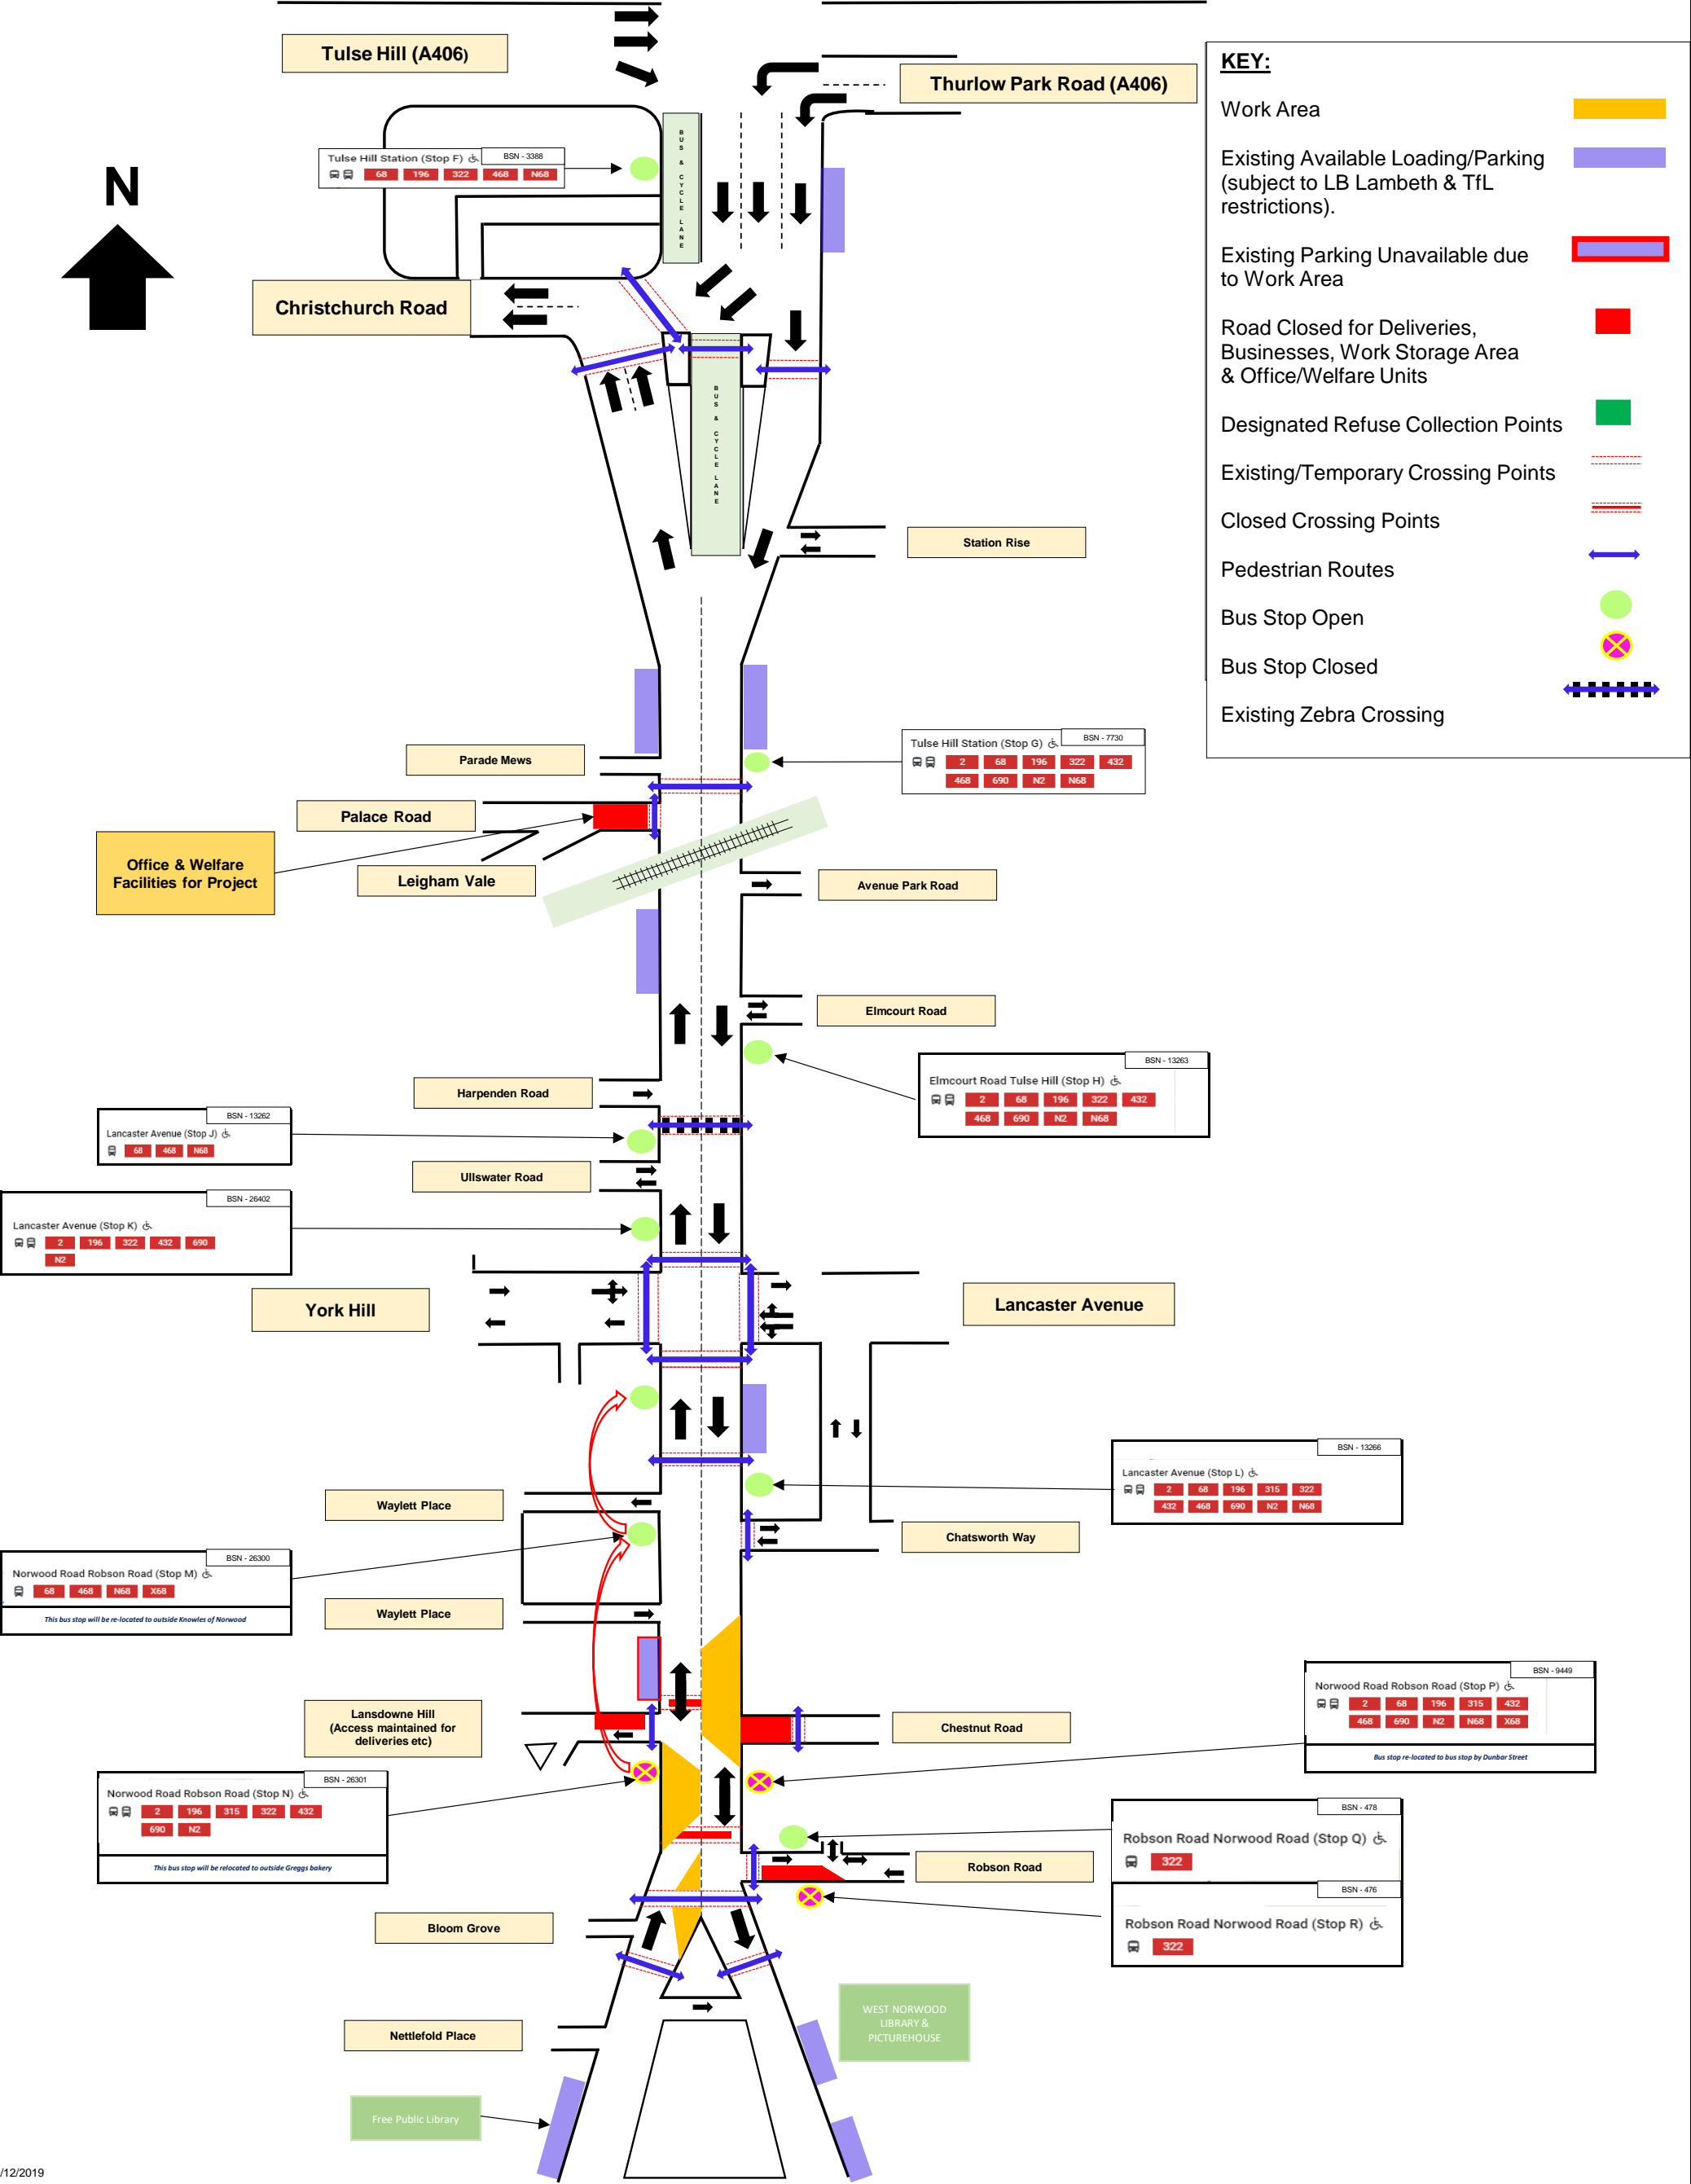 Tulse Hill (A406)
Thurlow Park Road (A406)
KEY:
Work Area
Existing Available Loading/Parking
(subject to LB Lambeth & TfL
restrictions).
Existing Parking Unavailable due
to Work Area
Road Closed for Deliveries,
Businesses, Work Storage Area
& Office/Welfare Units
Designated Refuse Collection Points
Existing/Temporary Crossing Points
Closed Crossing Points
Pedestrian Routes
Bus Stop Open
Bus Stop Closed
Existing Zebra Crossing
BUS & CYCLE LANE
Tulse Hill Station (Stop F)
BSN - 3388
68 196 322 468 N68
N
Christchurch Road
BUS & CYCLE LANE
Station Rise
Tulse Hill Station (Stop G)
BSN - 7730
2 68 196 322 432
468 690 N2 N68
Parade Mews
Palace Road
Office & Welfare
Facilities for Project
Leigham Vale
Avenue Park Road
Elmcourt Road
BSN - 13263
Elmcourt Road Tulse Hill (Stop H)
2 68 196 322 432
468 690 N2 N68
Harpenden Road
BSN - 13262
Lancaster Avenue (Stop J)
68 468 N68
Ullswater Road
BSN - 26402
Lancaster Avenue (Stop K)
2 196 322 432 690
N2
York Hill
Lancaster Avenue
BSN - 13266
Lancaster Avenue (Stop L)
2 68 196 315 322
432 468 690 N2 N68
Waylett Place
Chatsworth Way
BSN - 26300
Norwood Road Robson Road (Stop M)
68 468 N68 X68
This bus stop will be re-located to outside Knowles of Norwood
Waylett Place
BSN - 9449
Norwood Road Robson Road (Stop P)
2 68 196 315 432
468 690 N2 N68 X68
Bus stop re-located to bus stop by Dunbar Street
Lansdowne Hill
(Access maintained for
deliveries etc)
Chestnut Road
BSN - 26301
Norwood Road Robson Road (Stop N)
2 196 315 322 432
690 N2
This bus stop will be relocated to outside Greggs bakery
BSN - 478
Robson Road Norwood Road (Stop Q)
322
Robson Road
BSN - 476
Robson Road Norwood Road (Stop R)
322
Bloom Grove
WEST NORWOOD
LIBRARY &
PICTUREHOUSE
Nettlefold Place
Free Public Library
/12/2019